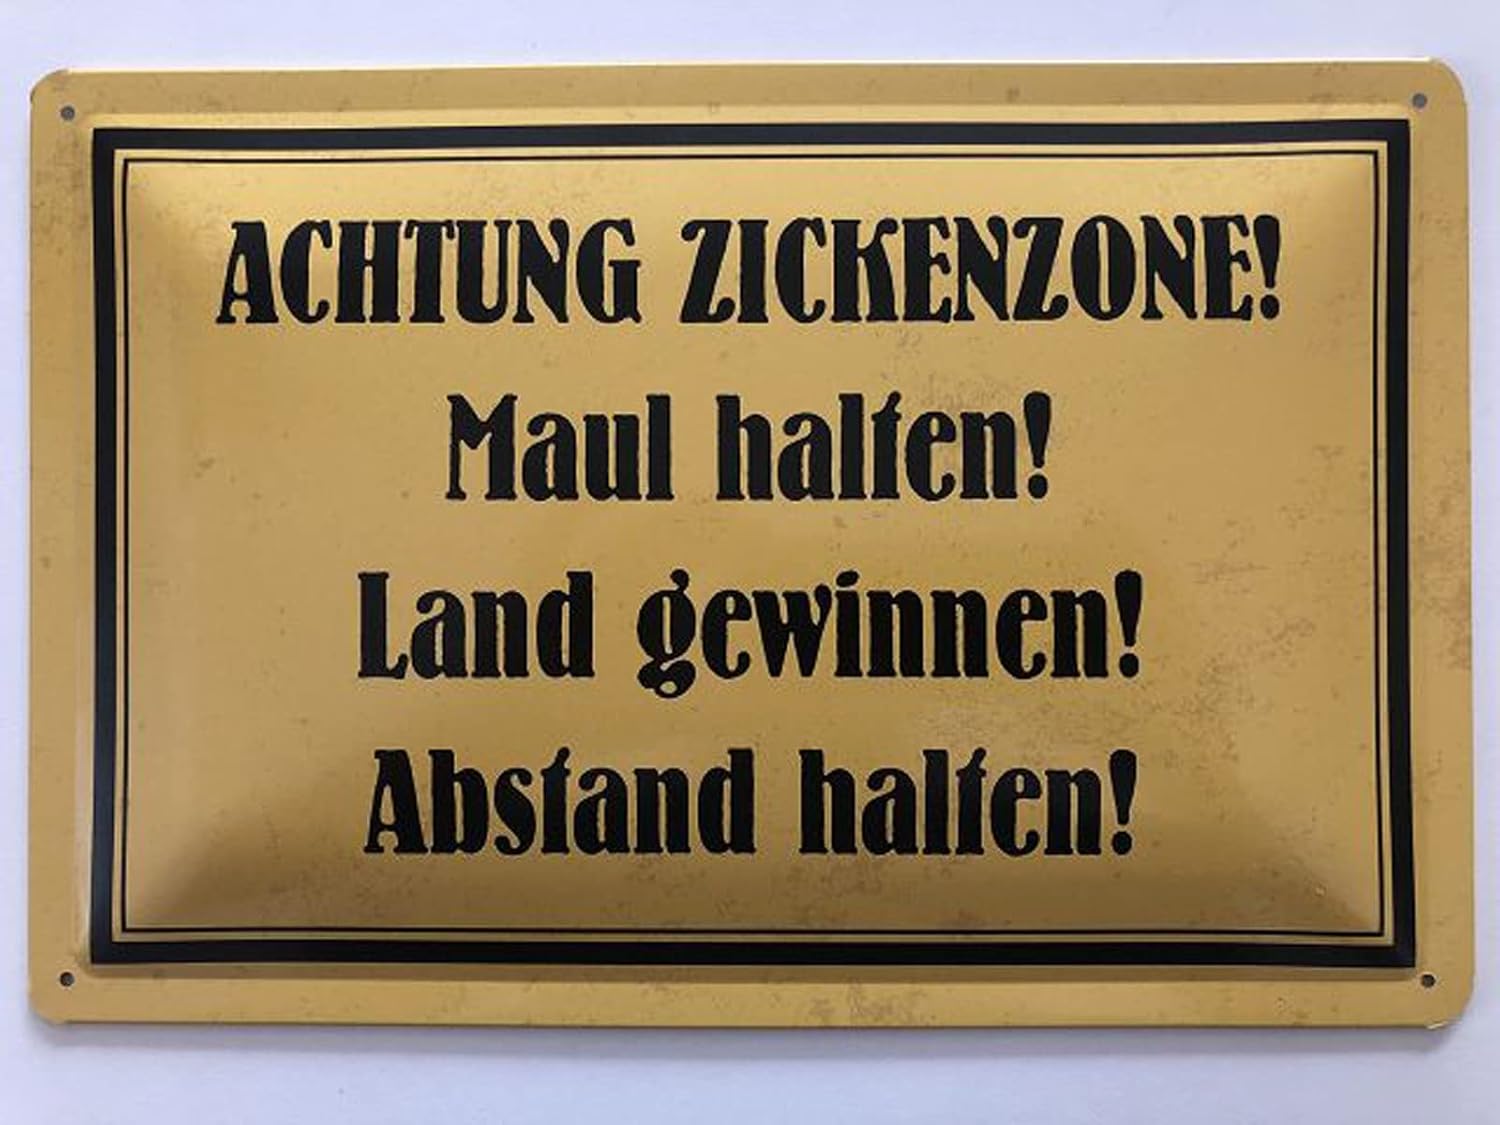 ACHTUNG ZICKENZONE!
Maul halten!
Land gewinnen!
Abstand halten!